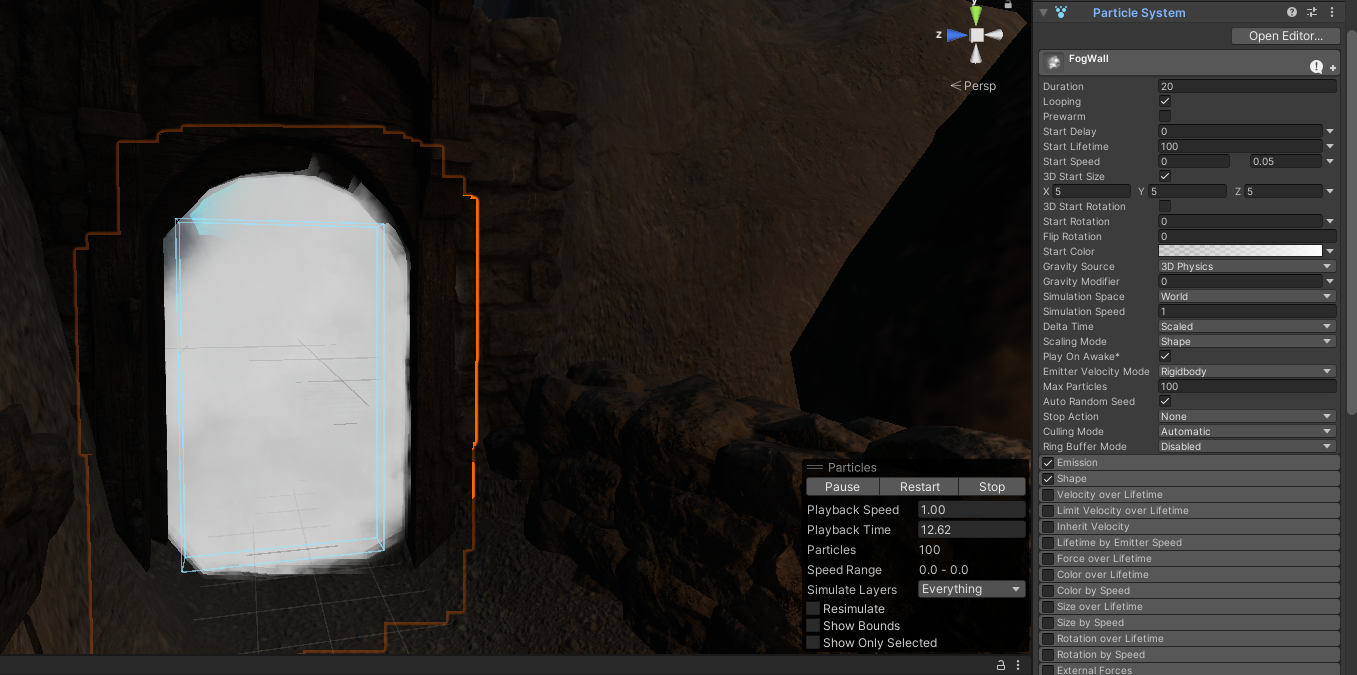 y
z
< Persp
Particles
Pause Restart Stop
Playback Speed 1.00
Playback Time 12.62
Particles 100
Speed Range 0.0 - 0.0
Simulate Layers Everything
Resimulate
Show Bounds
Show Only Selected
Particle System
Open Editor...
FogWall
Duration 20
Looping
Prewarm
Start Delay 0
Start Lifetime 100
Start Speed 0 0.05
3D Start Size
X 5 Y 5 Z 5
3D Start Rotation
Start Rotation 0
Flip Rotation 0
Start Color
Gravity Source 3D Physics
Gravity Modifier 0
Simulation Space World
Simulation Speed 1
Delta Time Scaled
Scaling Mode Shape
Play On Awake*
Emitter Velocity Mode Rigidbody
Max Particles 100
Auto Random Seed
Stop Action None
Culling Mode Automatic
Ring Buffer Mode Disabled
Emission
Shape
Velocity over Lifetime
Limit Velocity over Lifetime
Inherit Velocity
Lifetime by Emitter Speed
Force over Lifetime
Color over Lifetime
Color by Speed
Size over Lifetime
Size by Speed
Rotation over Lifetime
Rotation by Speed
External Forces